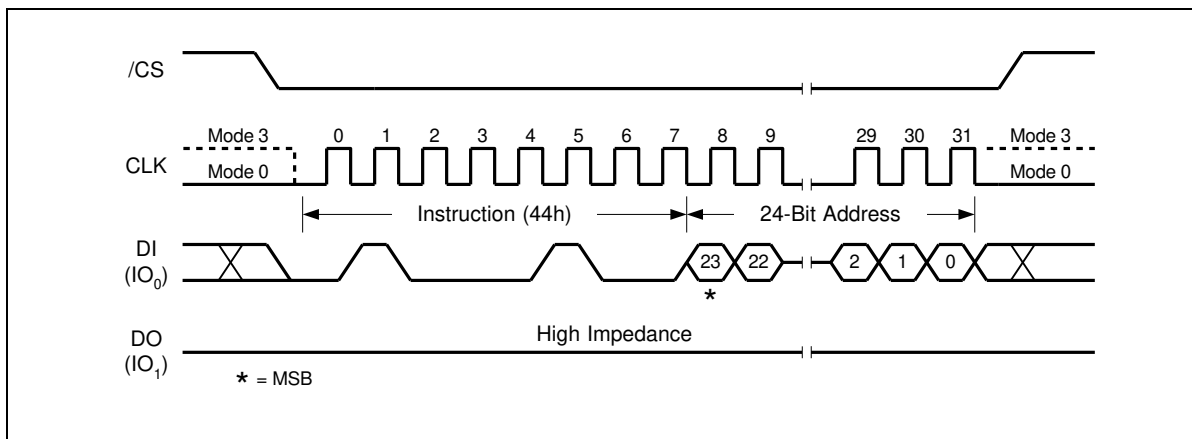 /CS
Mode 3 0 1 2 3 4 5 6 7 8 9 29 30 31 Mode 3
CLK Mode 0 Mode 0
Instruction (44h) 24-Bit Address
DI
(IO0) 23 22 2 1 0
*
High Impedance
DO
(IO1)
* = MSB